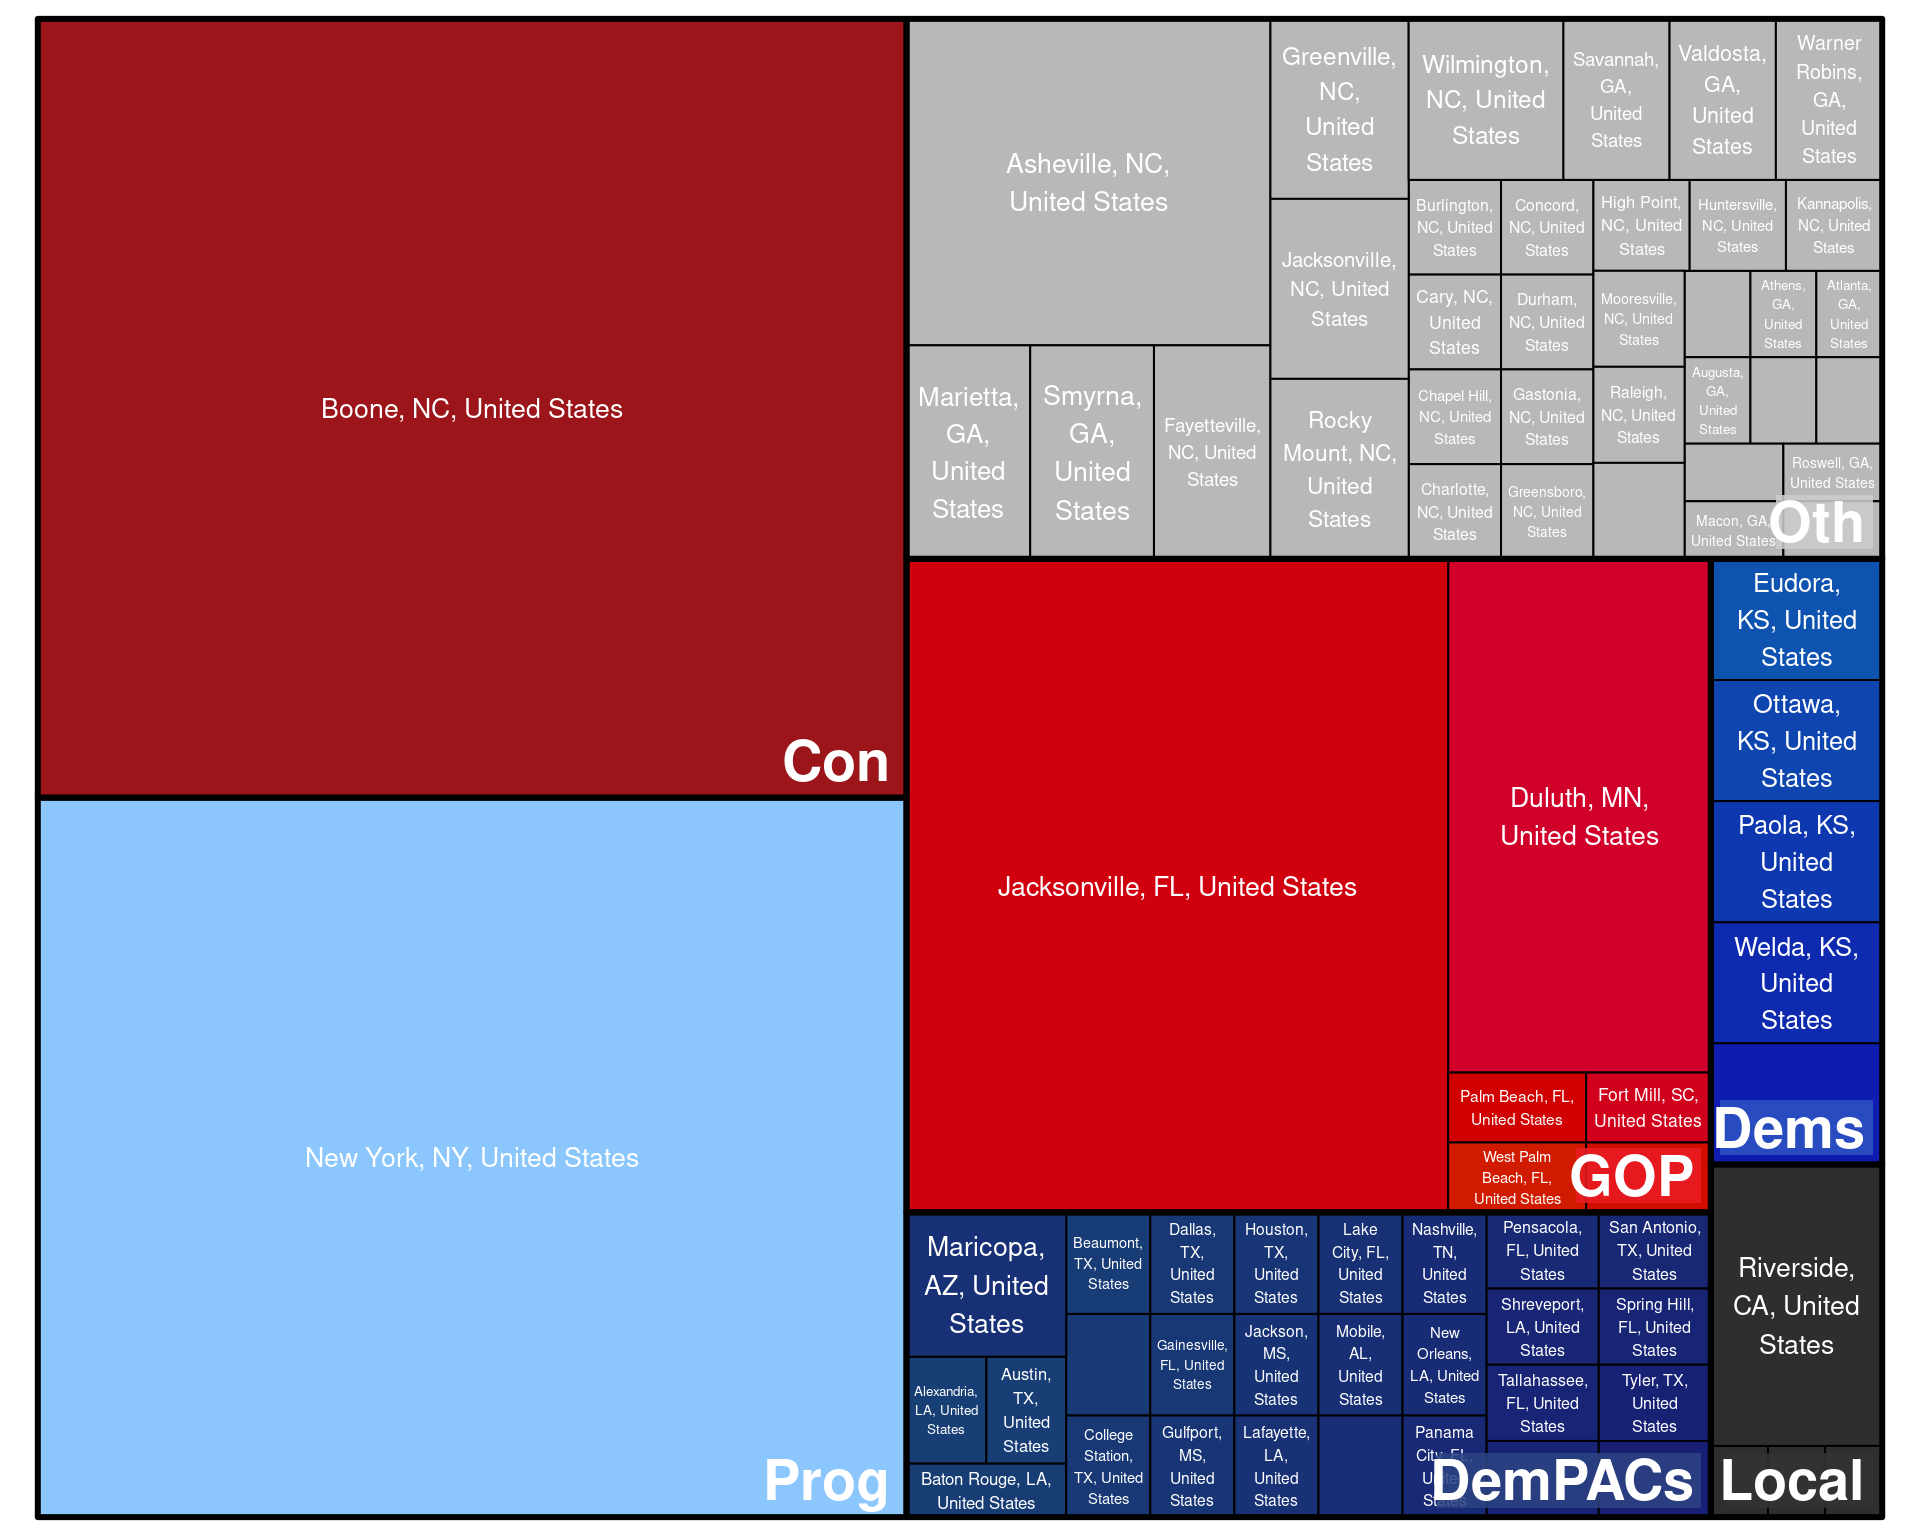 Boone, NC, United States
Con
New York, NY, United States
Prog
Asheville, NC,
United States
Marietta,
GA,
United
States
Smyrna,
GA,
United
States
Fayetteville,
NC, United
States
Greenville,
NC,
United
States
Jacksonville,
NC, United
States
Rocky
Mount, NC,
United
States
Wilmington,
NC, United
States
Savannah,
GA,
United
States
Valdosta,
GA,
United
States
Warner
Robins,
GA,
United
States
Burlington,
NC, United
States
Concord,
NC, United
States
High Point,
NC, United
States
Huntersville,
NC, United
States
Kannapolis,
NC, United
States
Cary, NC,
United
States
Durham,
NC, United
States
Mooresville,
NC, United
States
Athens,
GA,
United
States
Atlanta,
GA,
United
States
Chapel Hill,
NC, United
States
Gastonia,
NC, United
States
Raleigh,
NC, United
States
Augusta,
GA,
United
States
Charlotte,
NC, United
States
Greensboro,
NC, United
States
Roswell, GA,
United States
Macon, GA,
United States
Oth
Jacksonville, FL, United States
Duluth, MN,
United States
Palm Beach, FL,
United States
Fort Mill, SC,
United States
West Palm
Beach, FL,
United States
GOP
Eudora,
KS, United
States
Ottawa,
KS, United
States
Paola, KS,
United
States
Welda, KS,
United
States
Dems
Maricopa,
AZ, United
States
Alexandria,
LA, United
States
Austin,
TX,
United
States
Baton Rouge, LA,
United States
Beaumont,
TX, United
States
College
Station,
TX, United
States
Dallas,
TX,
United
States
Gainesville,
FL, United
States
Gulfport,
MS,
United
States
Houston,
TX,
United
States
Jackson,
MS,
United
States
Lafayette,
LA,
United
States
Lake
City, FL,
United
States
Mobile,
AL,
United
States
Nashville,
TN,
United
States
New
Orleans,
LA, United
States
Panama
City, FL,
United
States
Pensacola,
FL, United
States
San Antonio,
TX, United
States
Shreveport,
LA, United
States
Spring Hill,
FL, United
States
Tallahassee,
FL, United
States
Tyler, TX,
United
States
DemPACs
Riverside,
CA, United
States
Local